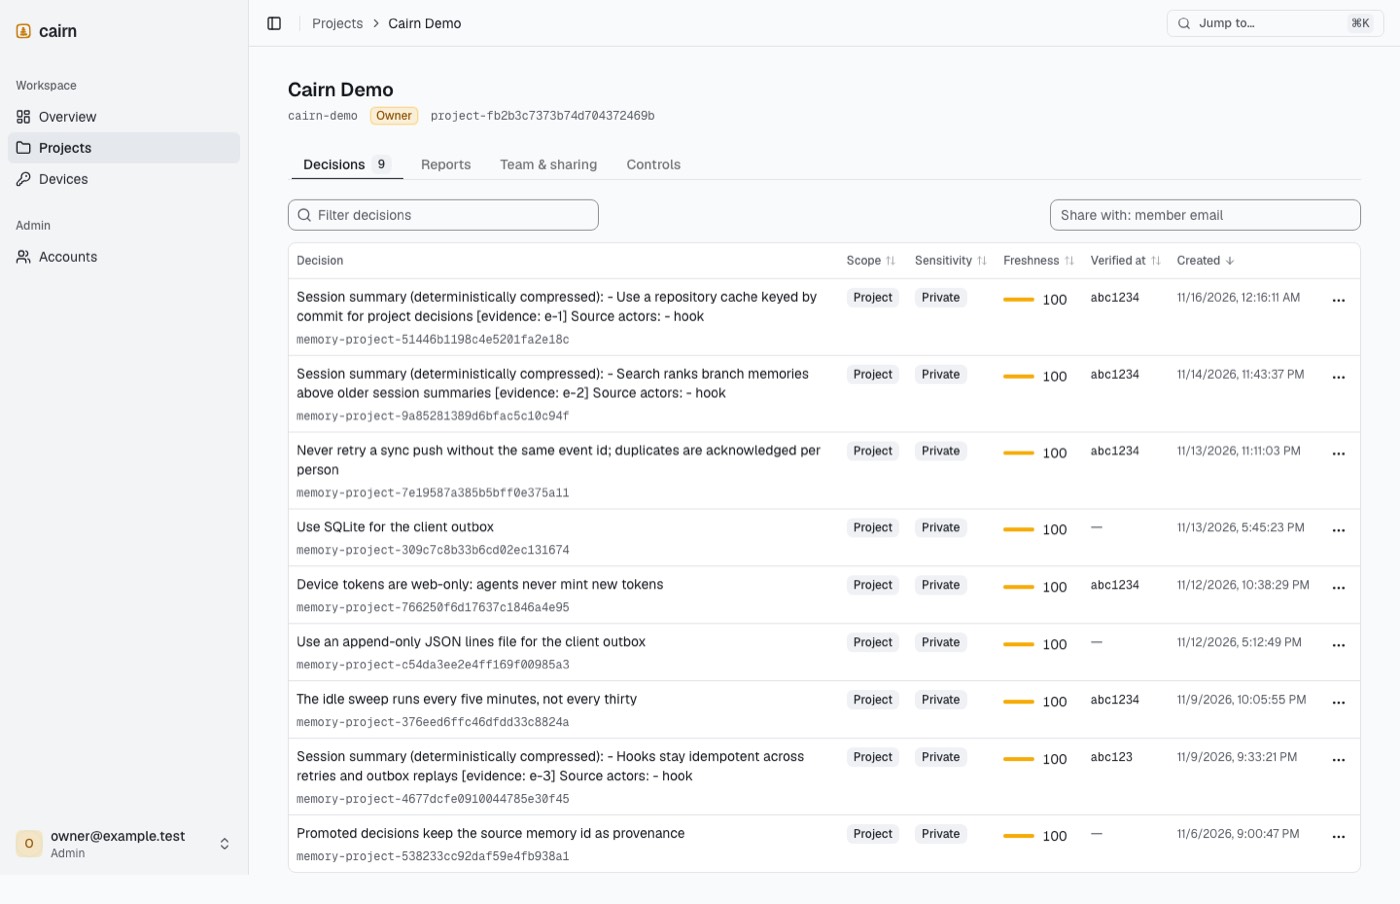 cairn
Projects > Cairn Demo
Jump to...
⌘K
Workspace
Overview
Projects
Devices
Admin
Accounts
Cairn Demo
cairn-demo Owner project-fb2b3c7373b74d704372469b
Decisions 9 Reports Team & sharing Controls
Filter decisions
Share with: member email
Decision Scope Sensitivity Freshness Verified at Created
Session summary (deterministically compressed): - Use a repository cache keyed by Project Private 100 abc1234 11/16/2026, 12:16:11 AM
commit for project decisions [evidence: e-1] Source actors: - hook
memory-project-51446b1198c4e5201fa2e18c
Session summary (deterministically compressed): - Search ranks branch memories Project Private 100 abc1234 11/14/2026, 11:43:37 PM
above older session summaries [evidence: e-2] Source actors: - hook
memory-project-9a85281389d6bfac5c10c94f
Never retry a sync push without the same event id; duplicates are acknowledged per Project Private 100 abc1234 11/13/2026, 11:11:03 PM
person
memory-project-7e19587a385b5bff0e375a11
Use SQLite for the client outbox Project Private 100 — 11/13/2026, 5:45:23 PM
memory-project-309c7c8b33b6cd02ec131674
Device tokens are web-only: agents never mint new tokens Project Private 100 abc1234 11/12/2026, 10:38:29 PM
memory-project-766250f6d17637c1846a4e95
Use an append-only JSON lines file for the client outbox Project Private 100 — 11/12/2026, 5:12:49 PM
memory-project-c54da3ee2e4ff169f00985a3
The idle sweep runs every five minutes, not every thirty Project Private 100 abc1234 11/9/2026, 10:05:55 PM
memory-project-376eed6ffc46dfdd33c8824a
Session summary (deterministically compressed): - Hooks stay idempotent across Project Private 100 abc123 11/9/2026, 9:33:21 PM
retries and outbox replays [evidence: e-3] Source actors: - hook
memory-project-4677dcfe0910044785e30f45
Promoted decisions keep the source memory id as provenance Project Private 100 — 11/6/2026, 9:00:47 PM
memory-project-538233cc92daf59e4fb938a1
O
owner@example.test
Admin